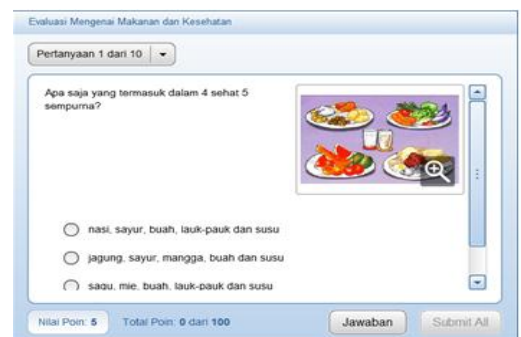 Evaluasi Mengenai Makanan dan Kesehatan
Pertanyaan 1 dari 10
Apa saja yang termasuk dalam 4 sehat 5
sempurna?
nasi, sayur, buah, lauk-pauk dan susu
jagung, sayur, mangga, buah dan susu
sagu, mie, buah, lauk-pauk dan susu
Nilai Poin: 5 Total Poin: 0 dari 100 Jawaban Submit All